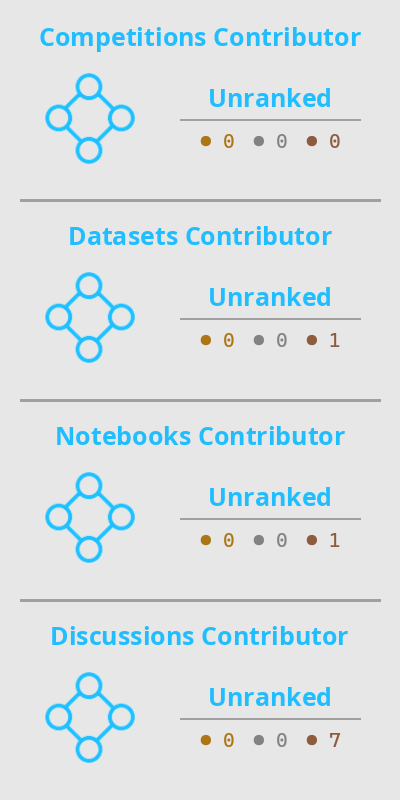 Competitions Contributor
Unranked
0 0 0
Datasets Contributor
Unranked
0 0 1
Notebooks Contributor
Unranked
0 0 1
Discussions Contributor
Unranked
0 0 7